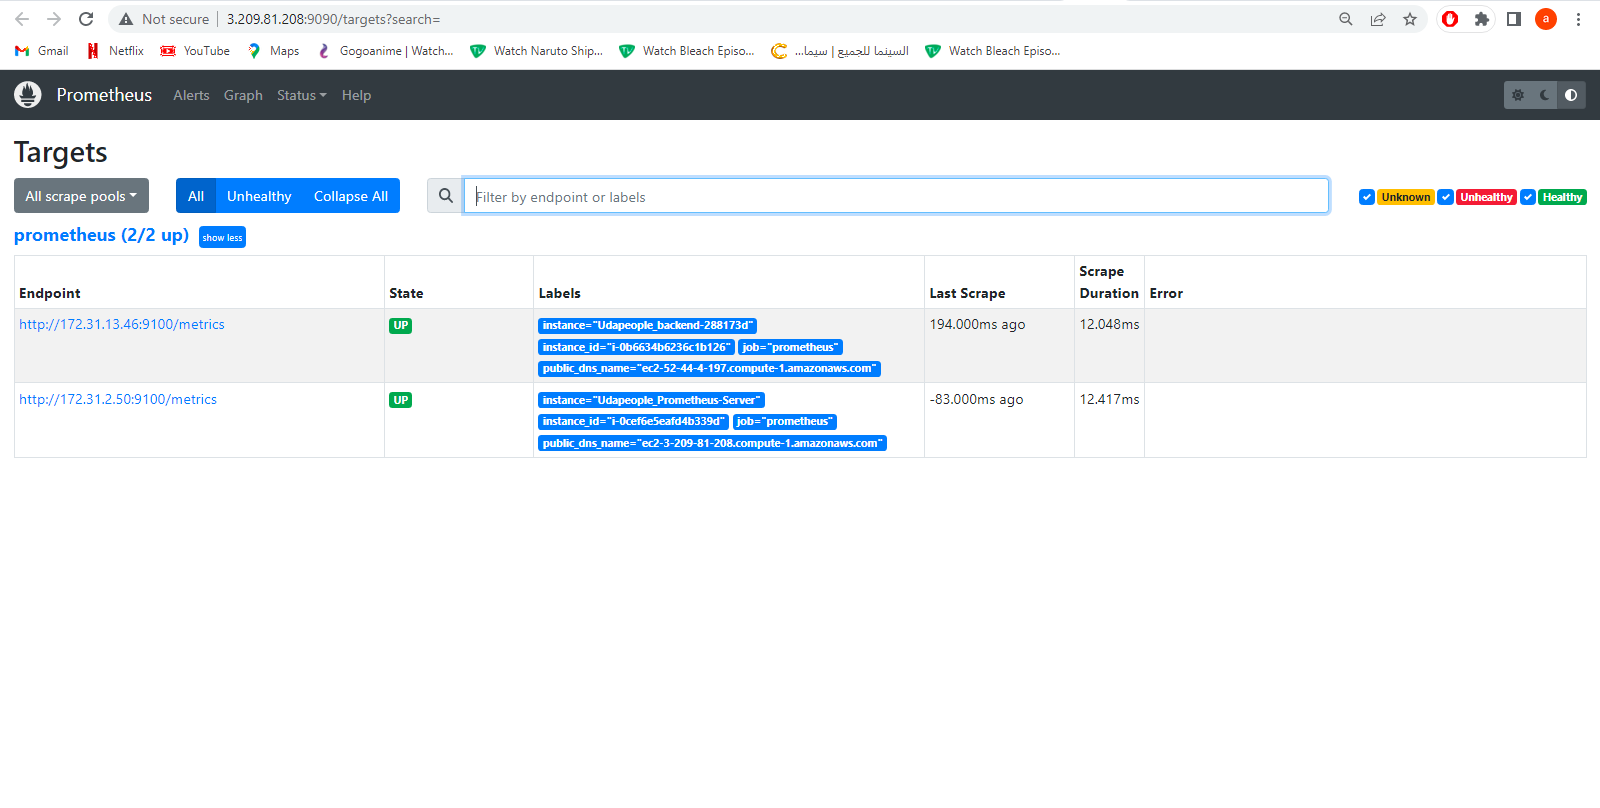 Not secure 3.209.81.208:9090/targets?search= a
Gmail Netflix YouTube Maps Gogoanime | Watch... Watch Naruto Ship... Watch Bleach Episo... السينما للجميع | سيما... Watch Bleach Episo...
Prometheus Alerts Graph Status Help
Targets
All scrape pools All Unhealthy Collapse All Filter by endpoint or labels Unknown Unhealthy Healthy
prometheus (2/2 up) show less
Endpoint State Labels Last Scrape Scrape Duration Error
http://172.31.13.46:9100/metrics UP instance="Udapeople_backend-288173d" 194.000ms ago 12.048ms
instance_id="i-0b6634b6236c1b126" job="prometheus"
public_dns_name="ec2-52-44-4-197.compute-1.amazonaws.com"
http://172.31.2.50:9100/metrics UP instance="Udapeople_Prometheus-Server" -83.000ms ago 12.417ms
instance_id="i-0cef6e5eafd4b339d" job="prometheus"
public_dns_name="ec2-3-209-81-208.compute-1.amazonaws.com"